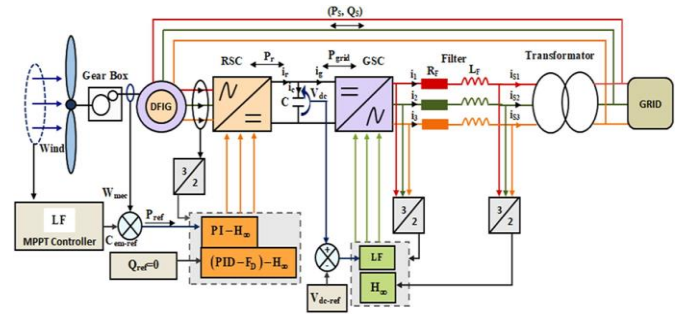 (PS, QS)
RSC
Pr
ir
ig
Pgrid
GSC
Filter
Transformator
Gear Box
DFIG
ic
C
Vdc
i1
RF
LF
iS1
i2
iS2
i3
iS3
GRID
Wind
3
2
3
2
3
2
Wmec
LF
MPPT Controller
Cem-ref
Pref
PI-H∞
(PID-FD)-H∞
Qref=0
+
-
LF
H∞
Vdc-ref